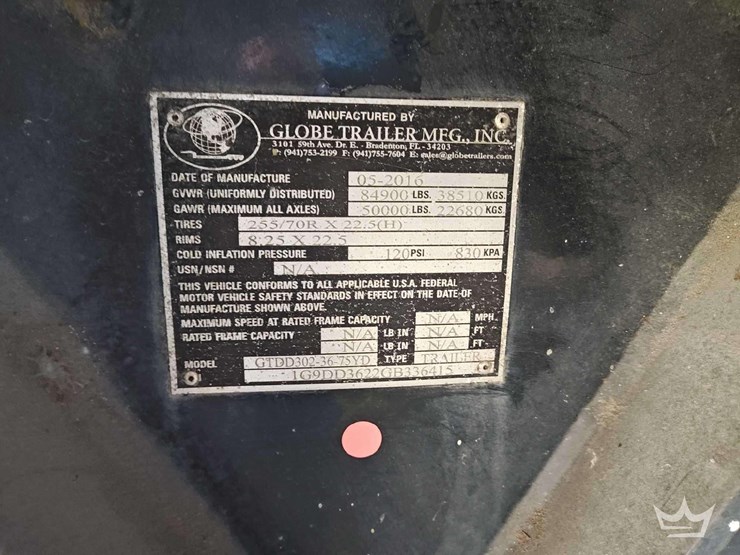 MANUFACTURED BY
GLOBE TRAILER MFG., INC.
3101 59th Ave. Dr. E. - Bradenton, FL - 34203
P: (941)753-2199 F: (941)755-7604 E: sales@globetrailers.com
DATE OF MANUFACTURE 05-2016
GVWR (UNIFORMLY DISTRIBUTED) 84900 LBS. 38510 KGS.
GAWR (MAXIMUM ALL AXLES) 50000 LBS. 22680 KGS.
TIRES 255/70R X 22.5(H)
RIMS 8.25 X 22.5
COLD INFLATION PRESSURE 120 PSI 830 KPA
USN/NSN # N/A
THIS VEHICLE CONFORMS TO ALL APPLICABLE U.S.A. FEDERAL
MOTOR VEHICLE SAFETY STANDARDS IN EFFECT ON THE DATE OF
MANUFACTURE SHOWN ABOVE.
MAXIMUM SPEED AT RATED FRAME CAPACITY N/A MPH.
RATED FRAME CAPACITY LB IN N/A FT
N/A LB IN N/A FT
MODEL GTDD302-36-75YD TYPE TRAILER
1G9DD3622GB336415